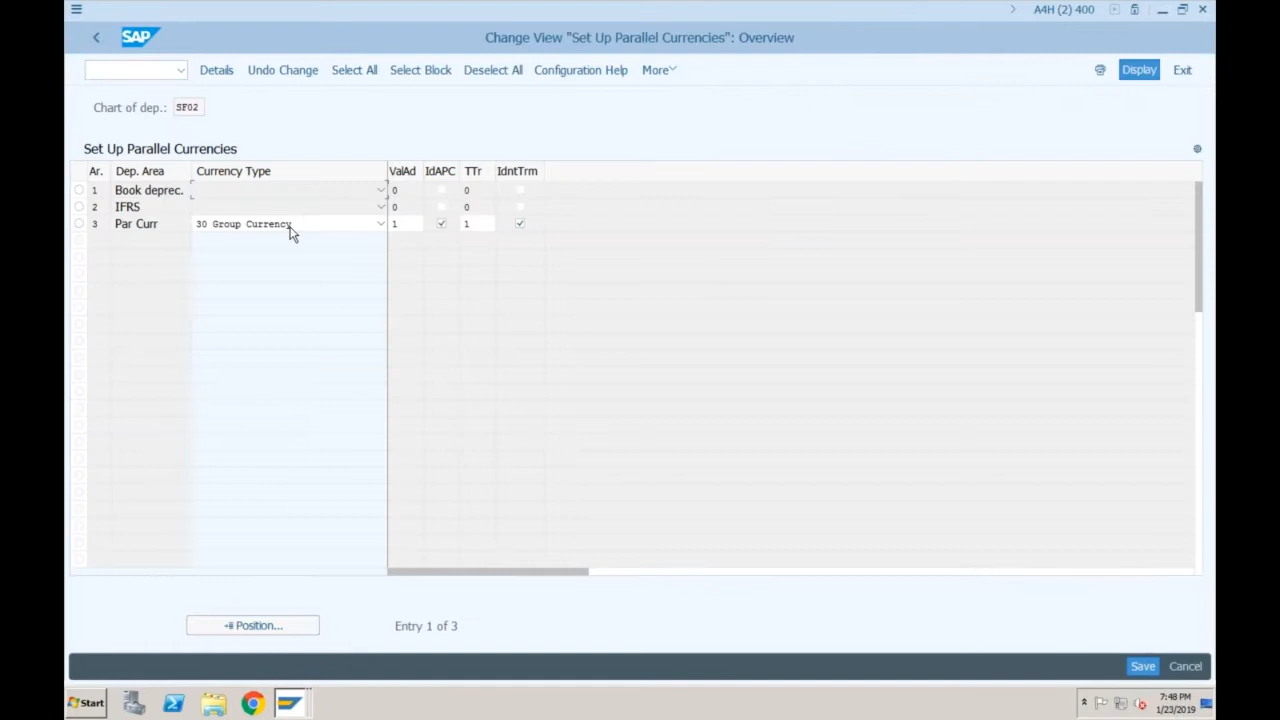 A4H (2) 400
SAP
Change View "Set Up Parallel Currencies": Overview
Details Undo Change Select All Select Block Deselect All Configuration Help More Display Exit
Chart of dep.: SF02
Set Up Parallel Currencies
Ar. Dep. Area Currency Type ValAd IdAPC TTr IdntTrm
1 Book deprec. 0 0
2 IFRS 0 0
3 Par Curr 30 Group Currency 1 1
Position... Entry 1 of 3
Save Cancel
Start 7:48 PM
1/23/2019